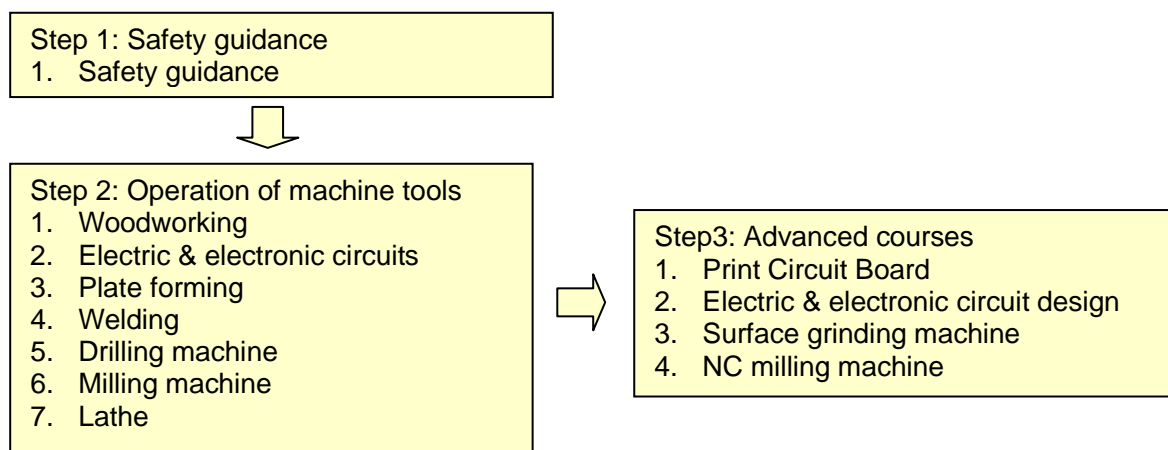 Step 1: Safety guidance
1. Safety guidance
Step 2: Operation of machine tools
1. Woodworking
2. Electric & electronic circuits
3. Plate forming
4. Welding
5. Drilling machine
6. Milling machine
7. Lathe
Step3: Advanced courses
1. Print Circuit Board
2. Electric & electronic circuit design
3. Surface grinding machine
4. NC milling machine